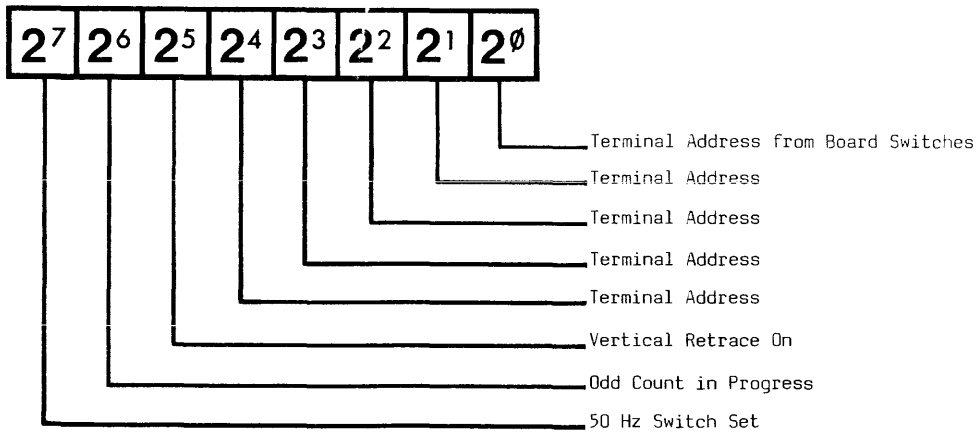 2⁷ 2⁶ 2⁵ 2⁴ 2³ 2² 2¹ 2^Ø
Terminal Address from Board Switches
Terminal Address
Terminal Address
Terminal Address
Terminal Address
Vertical Retrace On
Odd Count in Progress
50 Hz Switch Set